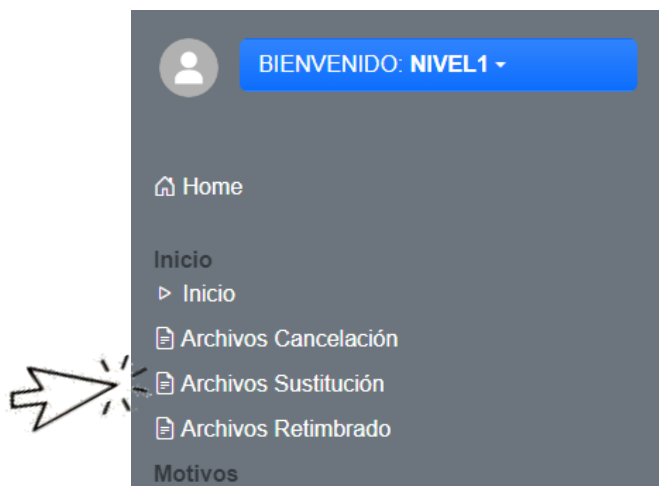 BIENVENIDO: NIVEL1
Home
Inicio
Inicio
Archivos Cancelación
Archivos Sustitución
Archivos Retimbrado
Motivos